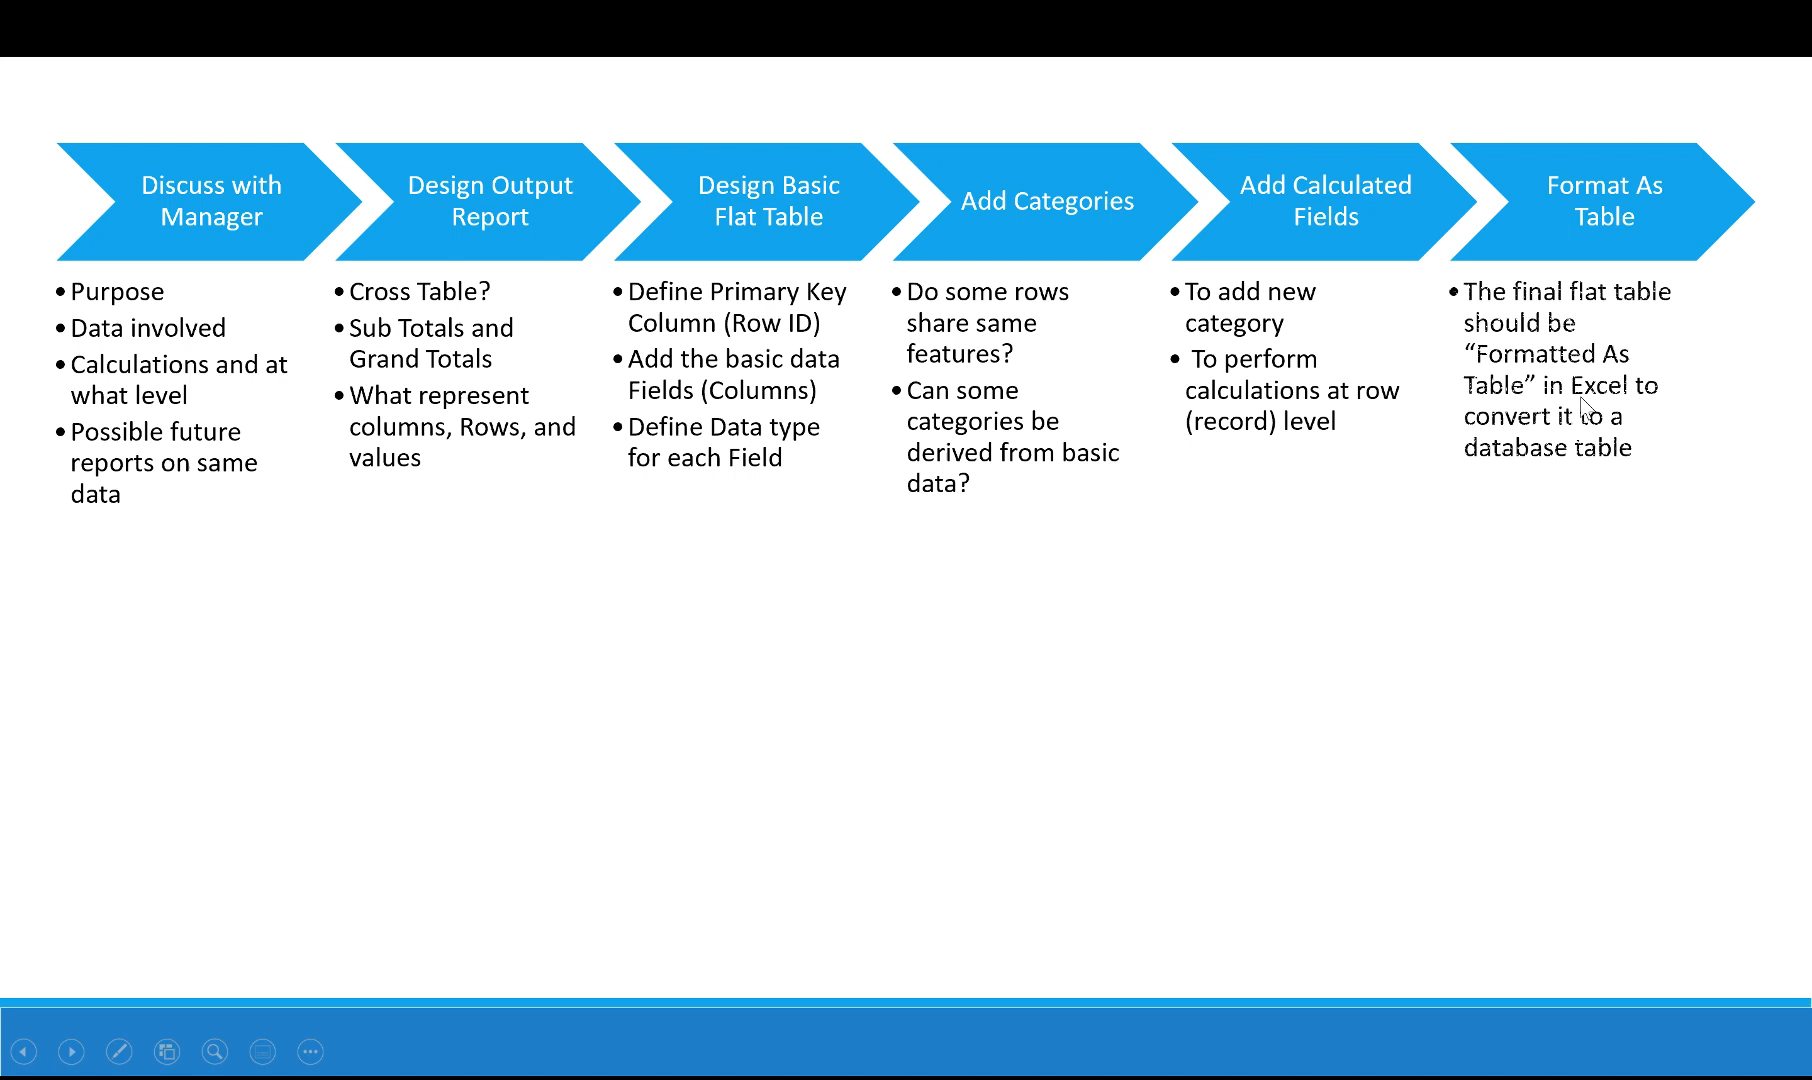 Discuss with
Manager
• Purpose
• Data involved
• Calculations and at
what level
• Possible future
reports on same
data
Design Output
Report
• Cross Table?
• Sub Totals and
Grand Totals
• What represent
columns, Rows, and
values
Design Basic
Flat Table
• Define Primary Key
Column (Row ID)
• Add the basic data
Fields (Columns)
• Define Data type
for each Field
Add Categories
• Do some rows
share same
features?
• Can some
categories be
derived from basic
data?
Add Calculated
Fields
• To add new
category
• To perform
calculations at row
(record) level
Format As
Table
• The final flat table
should be
“Formatted As
Table” in Excel to
convert it to a
database table